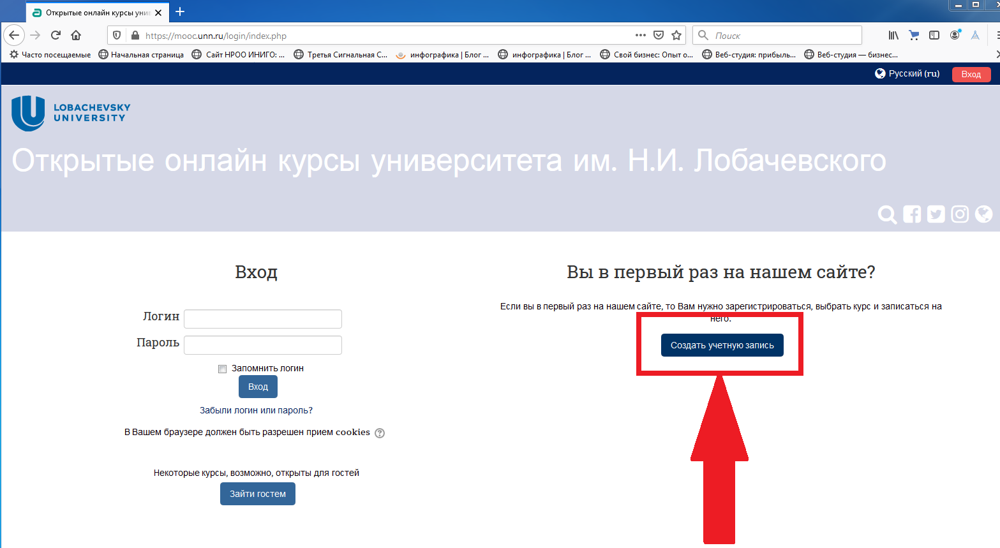 Открытые онлайн курсы унив
https://mooc.unn.ru/login/index.php
Поиск
Часто посещаемые
Начальная страница
Сайт НРОО ИНИГО: ...
Третья Сигнальная С...
инфографика | Блог ...
инфографика | Блог ...
Свой бизнес: Опыт о...
Веб-студия: прибыль...
Веб-студия — бизнес...
Русский (ru)
Вход
LOBACHEVSKY
UNIVERSITY
Открытые онлайн курсы университета им. Н.И. Лобачевского
Вход
Логин
Пароль
Запомнить логин
Вход
Забыли логин или пароль?
В Вашем браузере должен быть разрешен прием cookies
Некоторые курсы, возможно, открыты для гостей
Зайти гостем
Вы в первый раз на нашем сайте?
Если вы в первый раз на нашем сайте, то Вам нужно зарегистрироваться, выбрать курс и записаться на
него.
Создать учетную запись